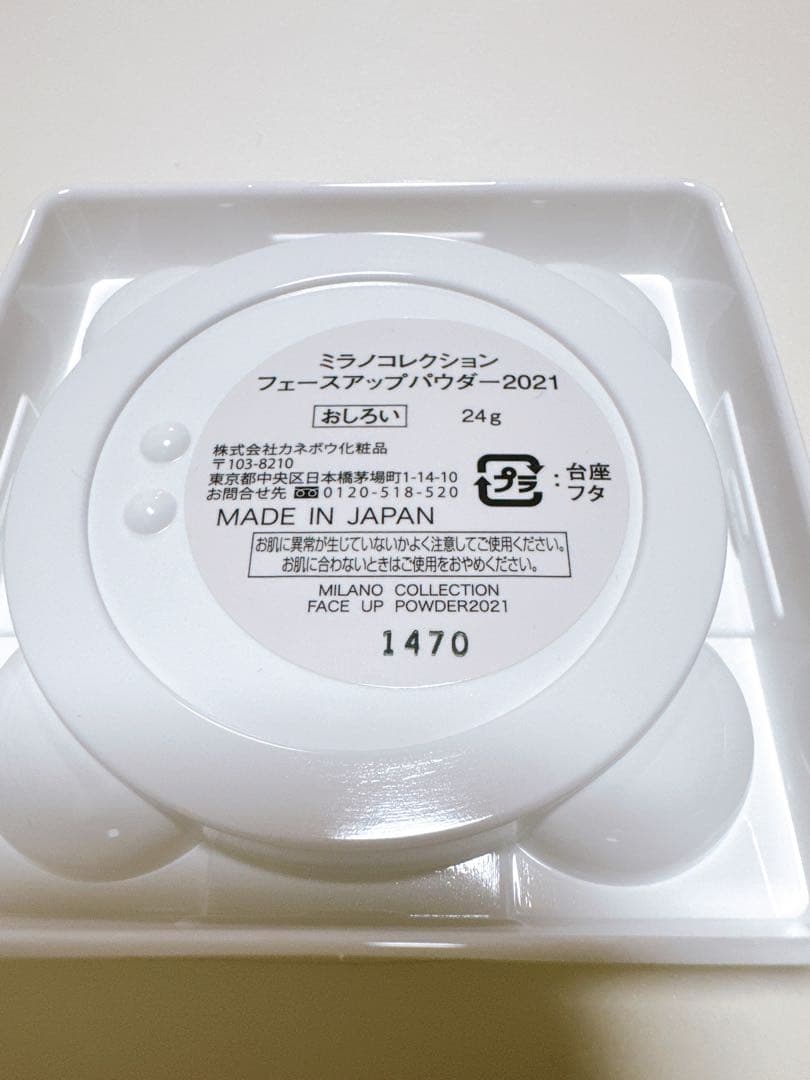 ミラノコレクション
フェースアップパウダー2021
おしろい 24g
株式会社カネボウ化粧品
〒103-8210
東京都中央区日本橋茅場町1-14-10
お問合せ先 0120-518-520
プラ : 台座
フタ
MADE IN JAPAN
お肌に異常が生じていないかよく注意してご使用ください。
お肌に合わないときはご使用をおやめください。
MILANO COLLECTION
FACE UP POWDER2021
1470